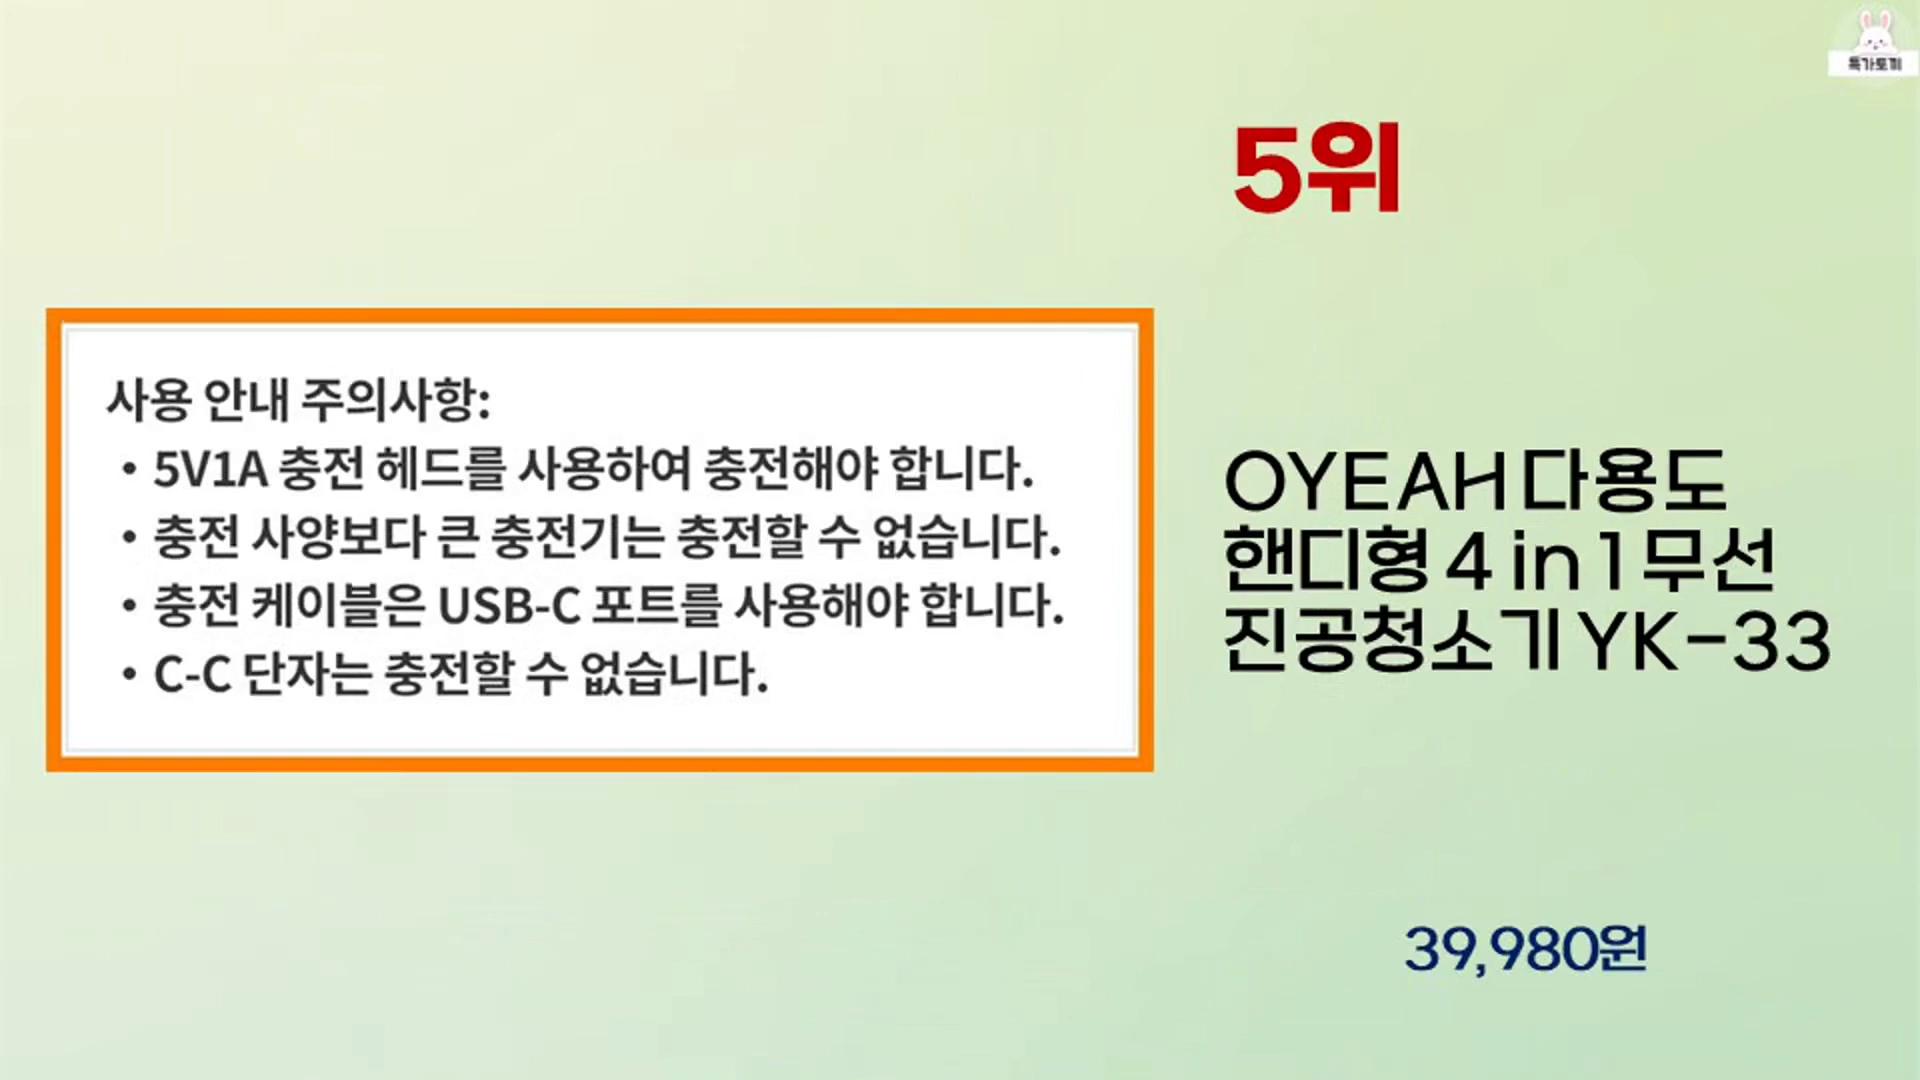 특가토끼
5위
사용 안내 주의사항:
• 5V1A 충전 헤드를 사용하여 충전해야 합니다.
• 충전 사양보다 큰 충전기는 충전할 수 없습니다.
• 충전 케이블은 USB-C 포트를 사용해야 합니다.
• C-C 단자는 충전할 수 없습니다.
OYEAH 다용도
핸디형 4 in 1 무선
진공청소기 YK-33
39,980원